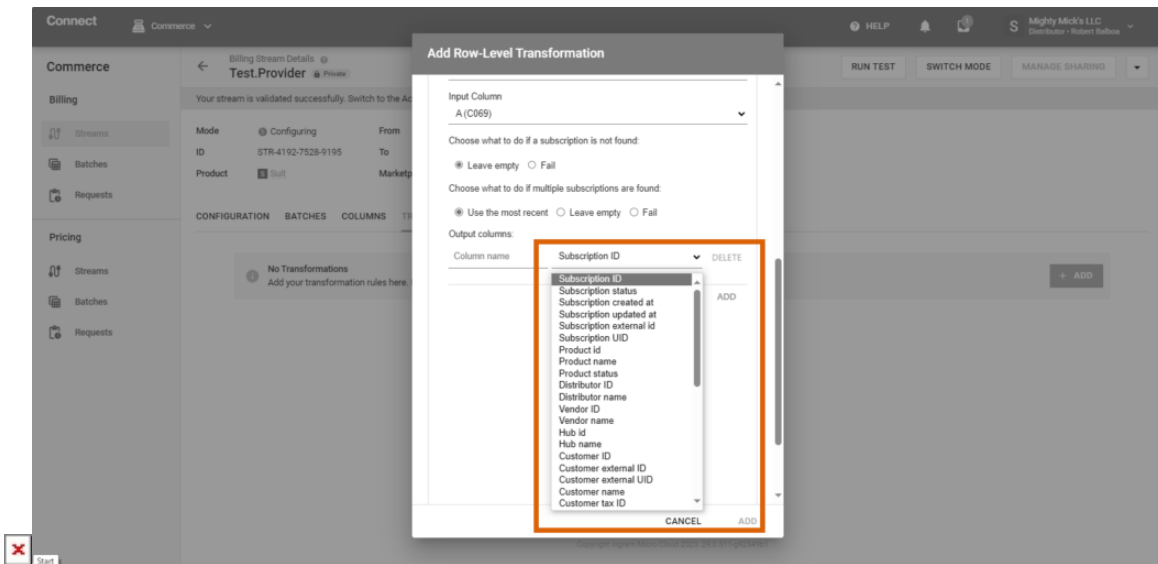 Connect
Commerce
HELP
1
S
Mighty Mick's LLC
Distributor - Robert Balboa
Commerce
Billing
Streams
Batches
Requests
Pricing
Streams
Batches
Requests
Billing Stream Details
Test.Provider
Private
RUN TEST
SWITCH MODE
MANAGE SHARING
Your stream is validated successfully. Switch to the Ac
Mode
Configuring
From
ID
STR-4192-7528-9195
To
Product
Suit
Marketp
CONFIGURATION
BATCHES
COLUMNS
TR
No Transformations
Add your transformation rules here.
+ ADD
Add Row-Level Transformation
Input Column
A (C069)
Choose what to do if a subscription is not found:
Leave empty
Fail
Choose what to do if multiple subscriptions are found:
Use the most recent
Leave empty
Fail
Output columns:
Column name
Subscription ID
DELETE
Subscription ID
Subscription status
Subscription created at
Subscription updated at
Subscription external id
Subscription UID
Product id
Product name
Product status
Distributor ID
Distributor name
Vendor ID
Vendor name
Hub id
Hub name
Customer ID
Customer external ID
Customer external UID
Customer name
Customer tax ID
ADD
CANCEL
ADD
Start